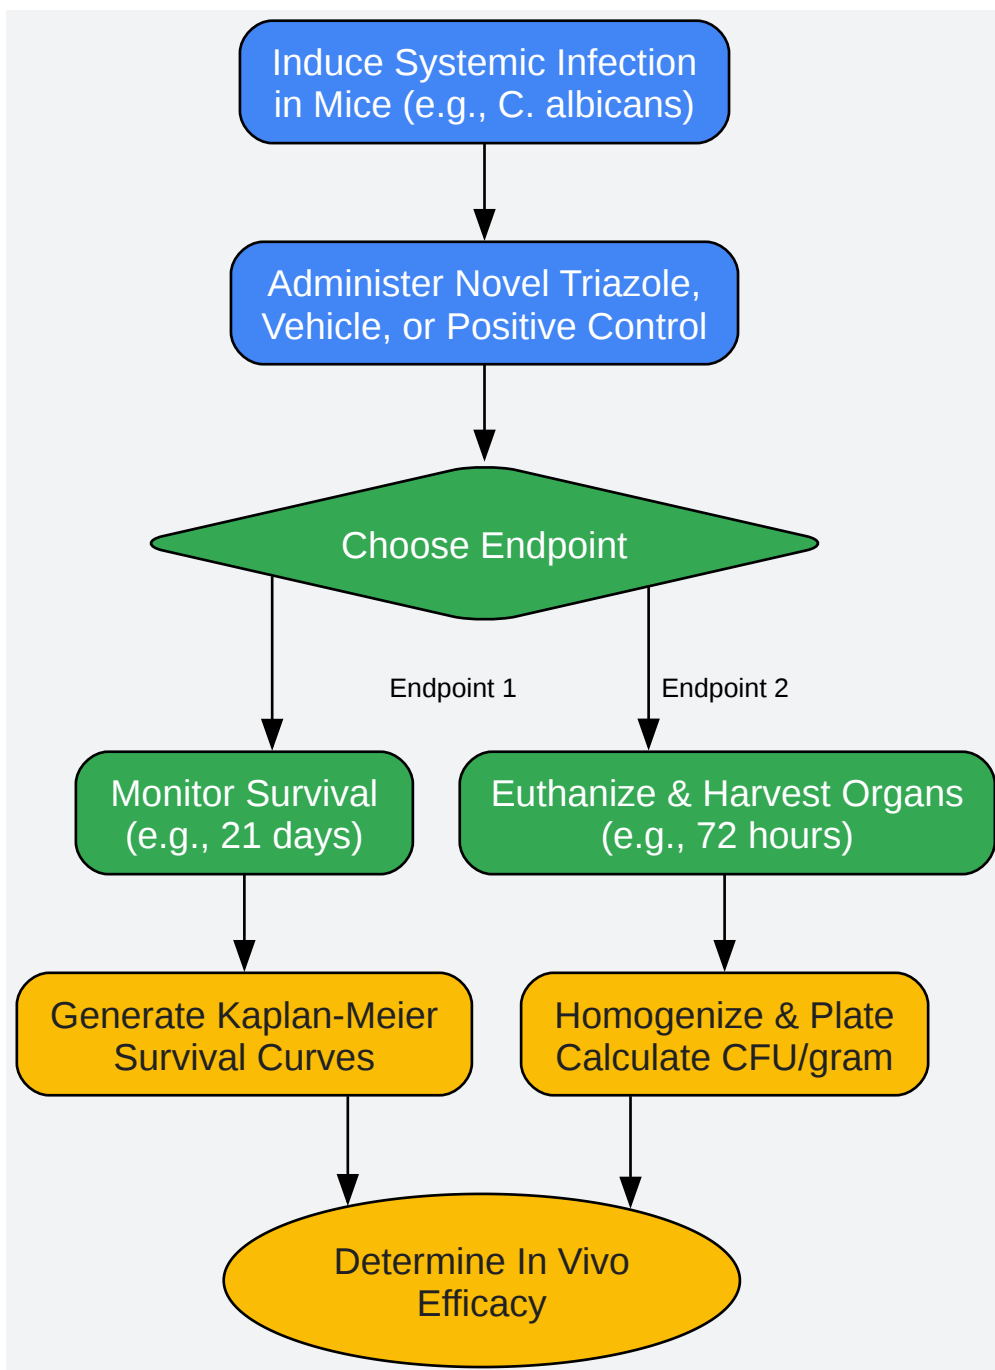 Induce Systemic Infection
in Mice (e.g., C. albicans)
Administer Novel Triazole,
Vehicle, or Positive Control
Choose Endpoint
Endpoint 1
Endpoint 2
Monitor Survival
(e.g., 21 days)
Euthanize & Harvest Organs
(e.g., 72 hours)
Generate Kaplan-Meier
Survival Curves
Homogenize & Plate
Calculate CFU/gram
Determine In Vivo
Efficacy